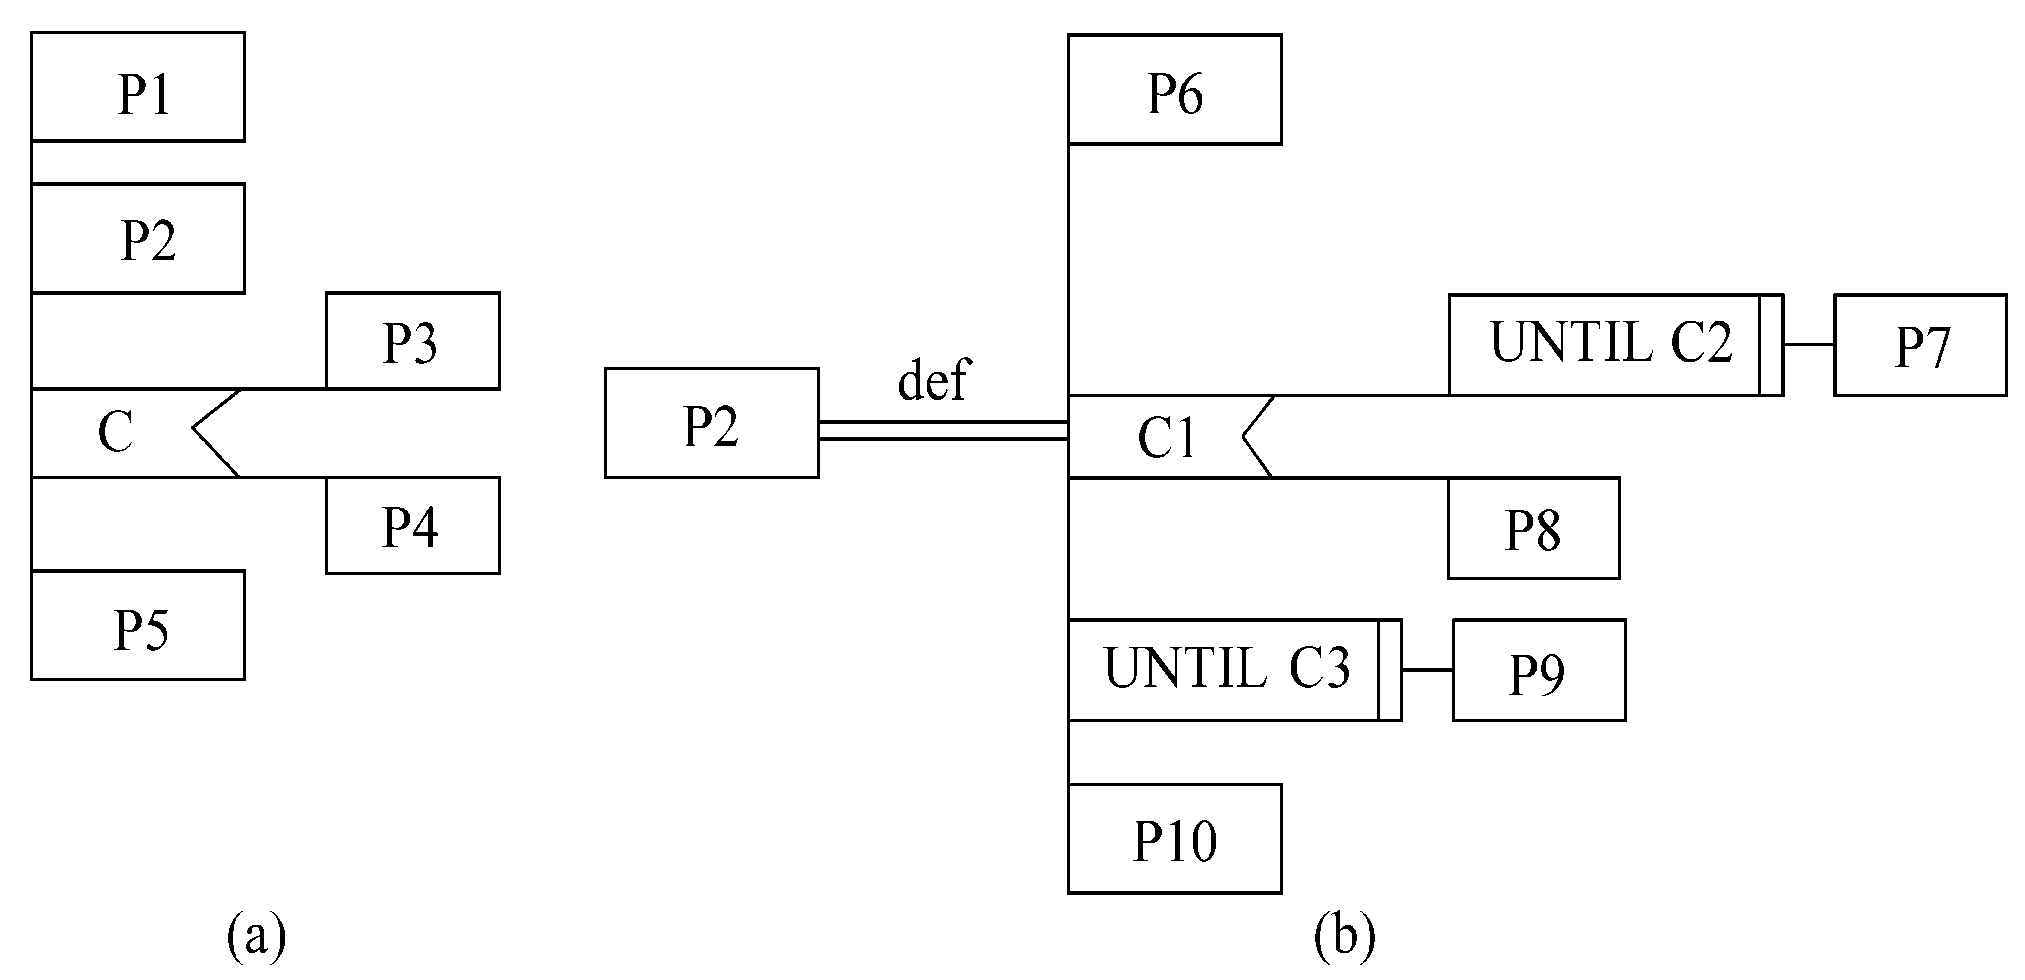 P1
P2
P3
C
P4
P5
(a)
P2
def
P6
UNTIL C2
P7
C1
P8
UNTIL C3
P9
P10
(b)